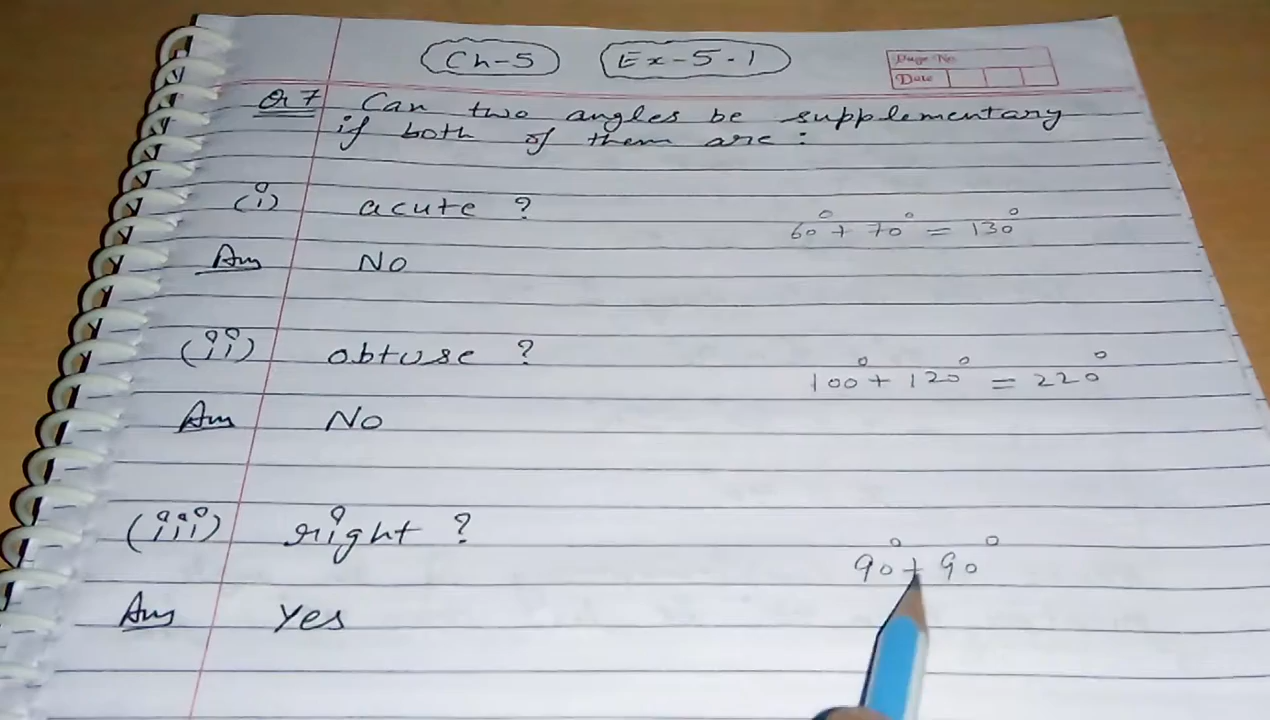 Ch-5 Ex-5.1
Page No.
Date
Q.7 Can two angles be supplementary
if both of them are:
(i) acute ? 60° + 70° = 130°
Ans No
(ii) obtuse ? 100° + 120° = 220°
Ans No
(iii) right ? 90° + 90°
Ans Yes